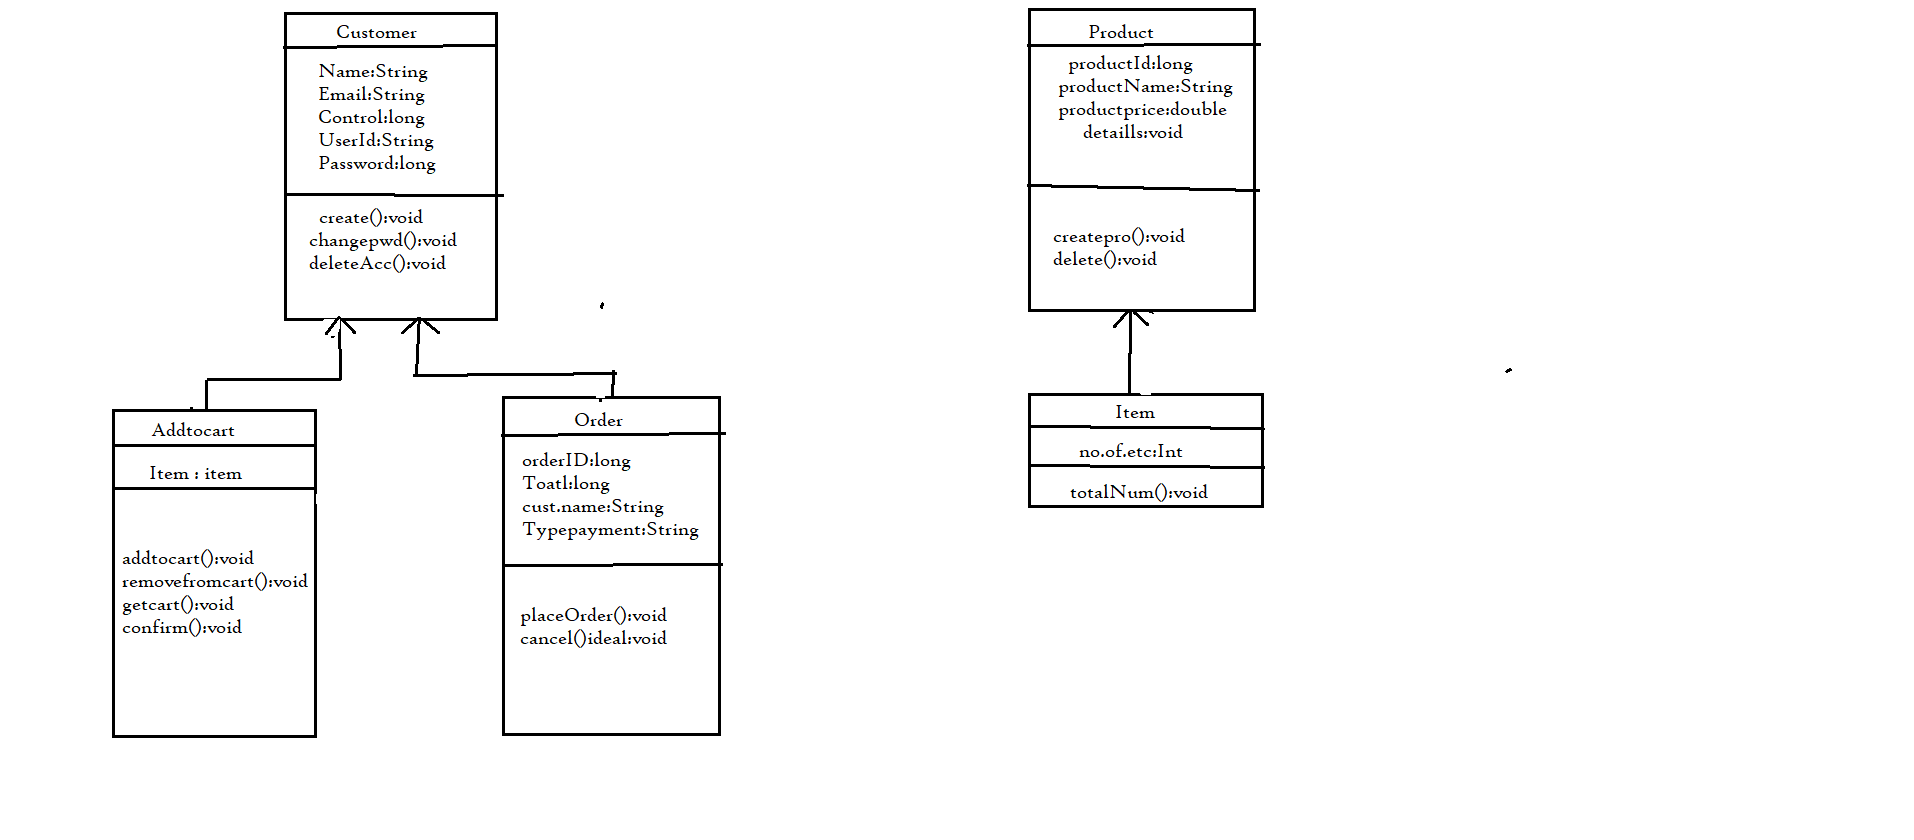 Customer
Name:String
Email:String
Control:long
UserId:String
Password:long
create():void
changepwd():void
deleteAcc():void
Product
productId:long
productName:String
productprice:double
detaills:void
createpro():void
delete():void
Addtocart
Item : item
addtocart():void
removefromcart():void
getcart():void
confirm():void
Order
orderID:long
Toatl:long
cust.name:String
Typepayment:String
placeOrder():void
cancel()ideal:void
Item
no.of.etc:Int
totalNum():void